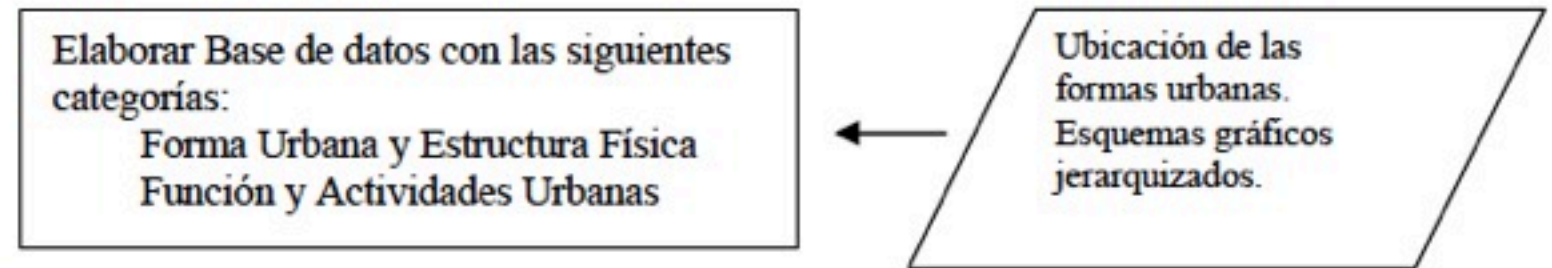 Elaborar Base de datos con las siguientes
categorías:
Forma Urbana y Estructura Física
Función y Actividades Urbanas
Ubicación de las
formas urbanas.
Esquemas gráficos
jerarquizados.